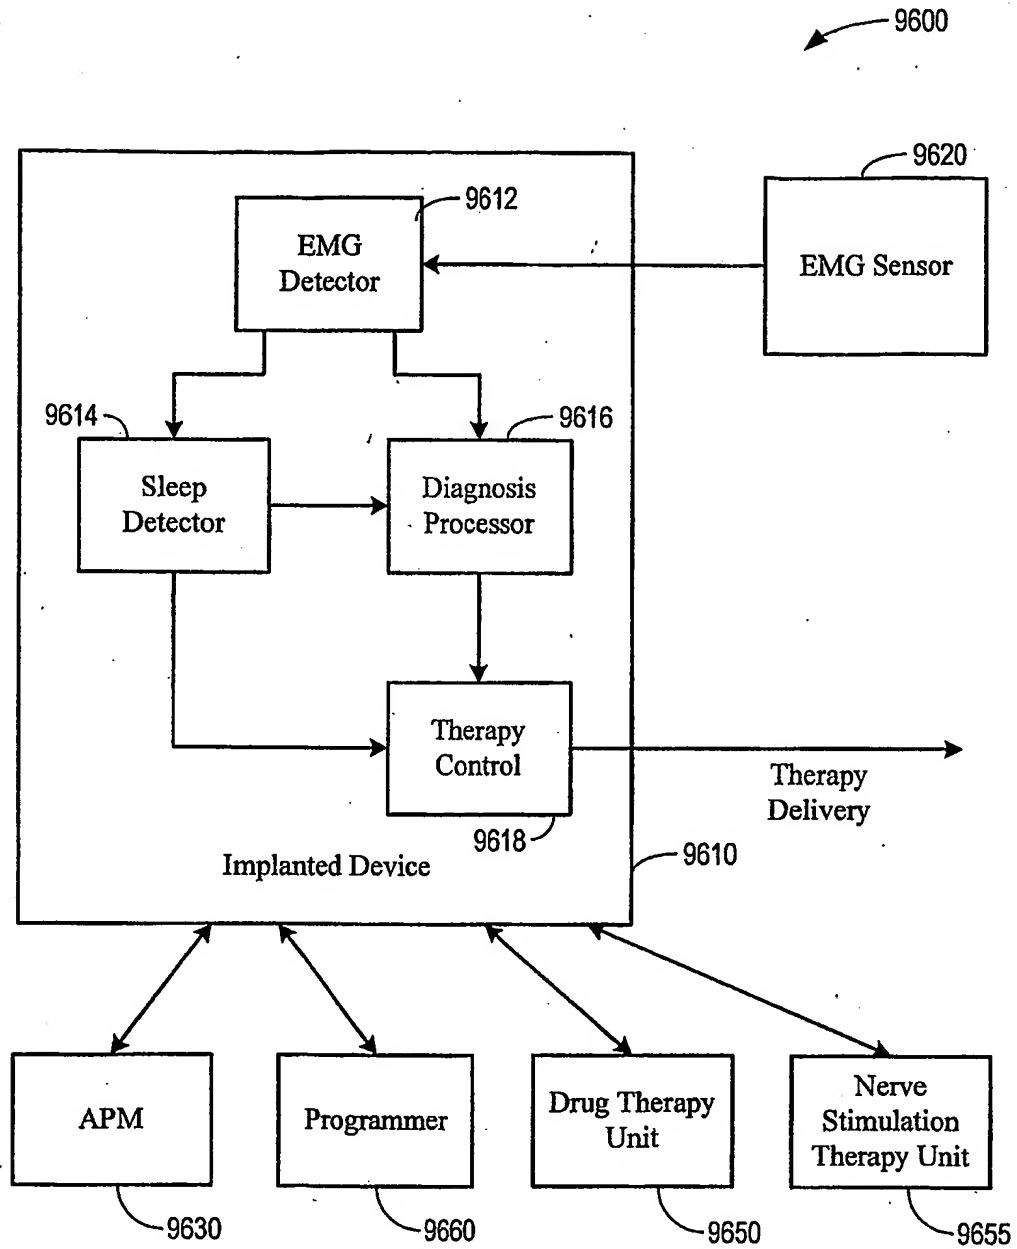 9600
9620
9612
EMG
Detector
EMG Sensor
9614
9616
Sleep
Detector
Diagnosis
Processor
Therapy
Control
Therapy
Delivery
9618
9610
Implanted Device
APM
Programmer
Drug Therapy
Unit
Nerve
Stimulation
Therapy Unit
9630
9660
9650
9655